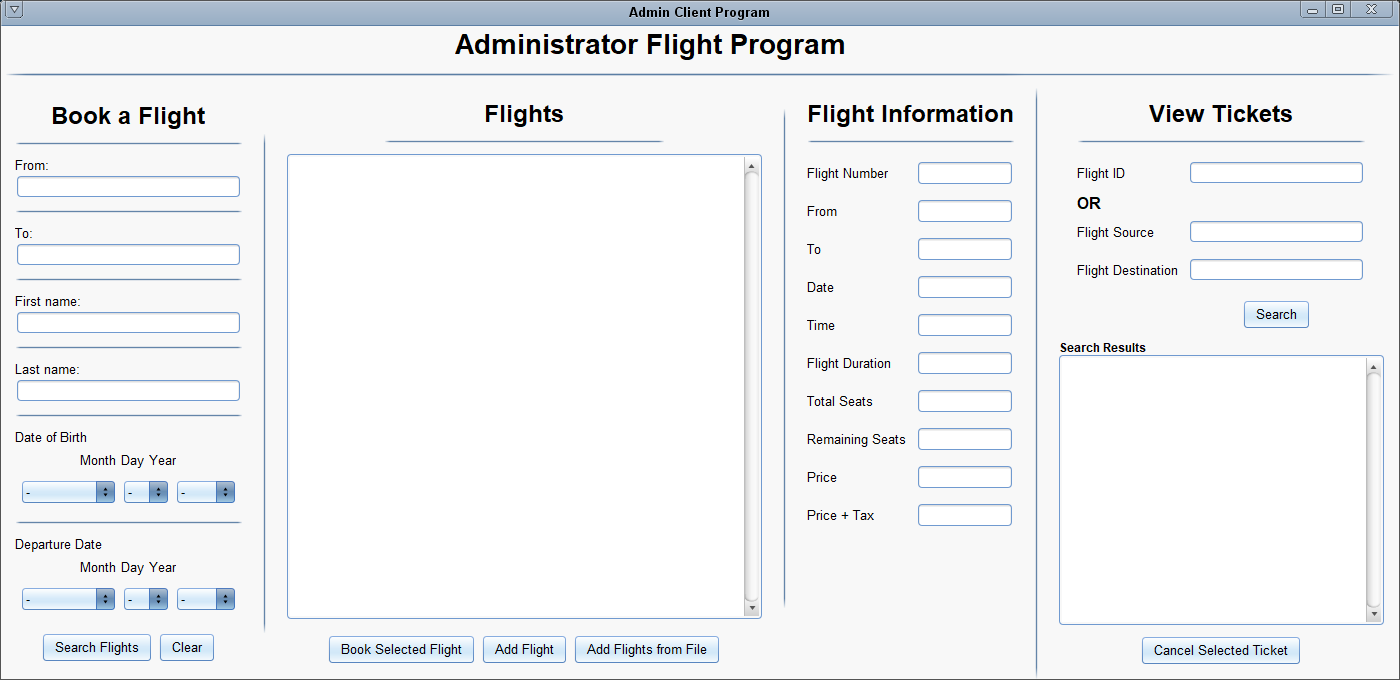 Admin Client Program
Administrator Flight Program
Book a Flight
From:
To:
First name:
Last name:
Date of Birth
Month Day Year
- - -
Departure Date
Month Day Year
- - -
Search Flights Clear
Flights
Book Selected Flight Add Flight Add Flights from File
Flight Information
Flight Number
From
To
Date
Time
Flight Duration
Total Seats
Remaining Seats
Price
Price + Tax
View Tickets
Flight ID
OR
Flight Source
Flight Destination
Search
Search Results
Cancel Selected Ticket